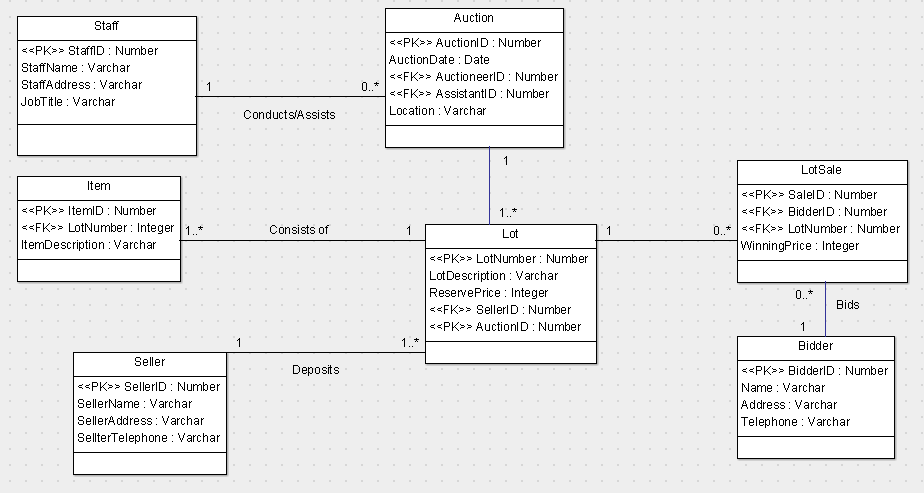 Staff
<<PK>> StaffID : Number
StaffName : Varchar
StaffAddress : Varchar
JobTitle : Varchar
Auction
<<PK>> AuctionID : Number
AuctionDate : Date
<<FK>> AuctioneerID : Number
<<FK>> AssistantID : Number
Location : Varchar
1
0..*
Conducts/Assists
1
1..*
Item
<<PK>> ItemID : Number
<<FK>> LotNumber : Integer
ItemDescription : Varchar
1..*
Consists of
1
Lot
<<PK>> LotNumber : Number
LotDescription : Varchar
ReservePrice : Integer
<<FK>> SellerID : Number
<<PK>> AuctionID : Number
1
0..*
LotSale
<<PK>> SaleID : Number
<<FK>> BidderID : Number
<<FK>> LotNumber : Number
WinningPrice : Integer
0..*
Bids
1
Bidder
<<PK>> BidderID : Number
Name : Varchar
Address : Varchar
Telephone : Varchar
1
1..*
Deposits
Seller
<<PK>> SellerID : Number
SellerName : Varchar
SellerAddress : Varchar
SellterTelephone : Varchar